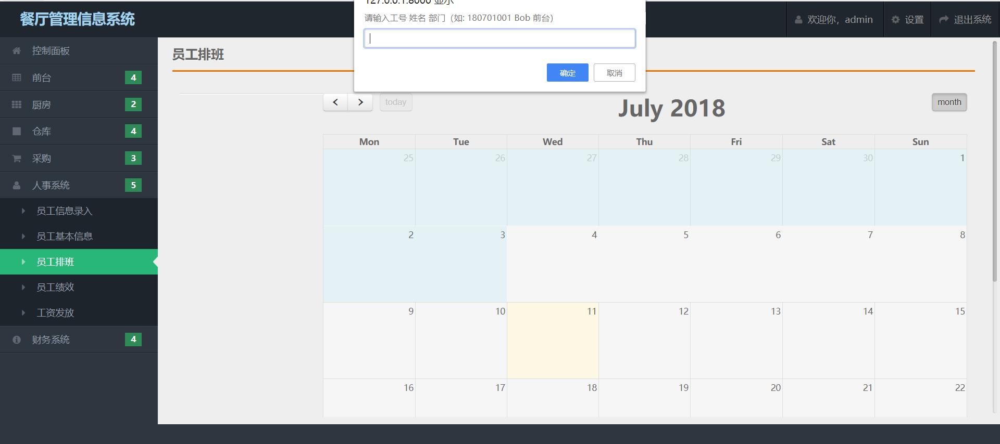 127.0.0.1:8000 显示
请输入工号 姓名 部门（如: 180701001 Bob 前台）
确定 取消
餐厅管理信息系统
欢迎你，admin 设置 退出系统
控制面板
前台 4
厨房 2
仓库 4
采购 3
人事系统 5
员工信息录入
员工基本信息
员工排班
员工绩效
工资发放
财务系统 4
员工排班
today July 2018 month
Mon Tue Wed Thu Fri Sat Sun
25 26 27 28 29 30 1
2 3 4 5 6 7 8
9 10 11 12 13 14 15
16 17 18 19 20 21 22